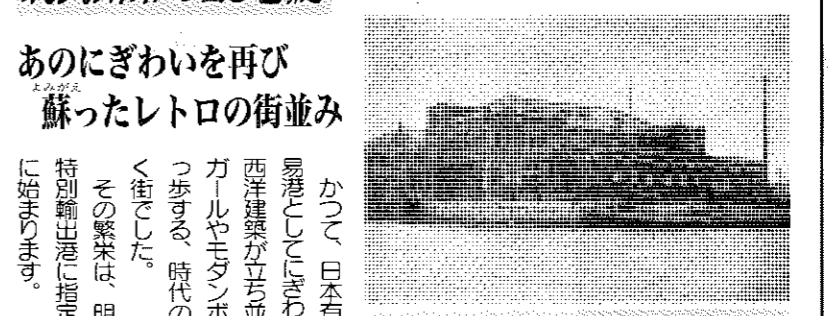 あのにぎわいを再び
よみがえ
蘇ったレトロの街並み
かつて、日本有
易港としてにぎわ
西洋建築が立ち並
ガールやモダンボ
っ歩する、時代の
く街でした。
その繁栄は、明
特別輸出港に指定
に始まります。